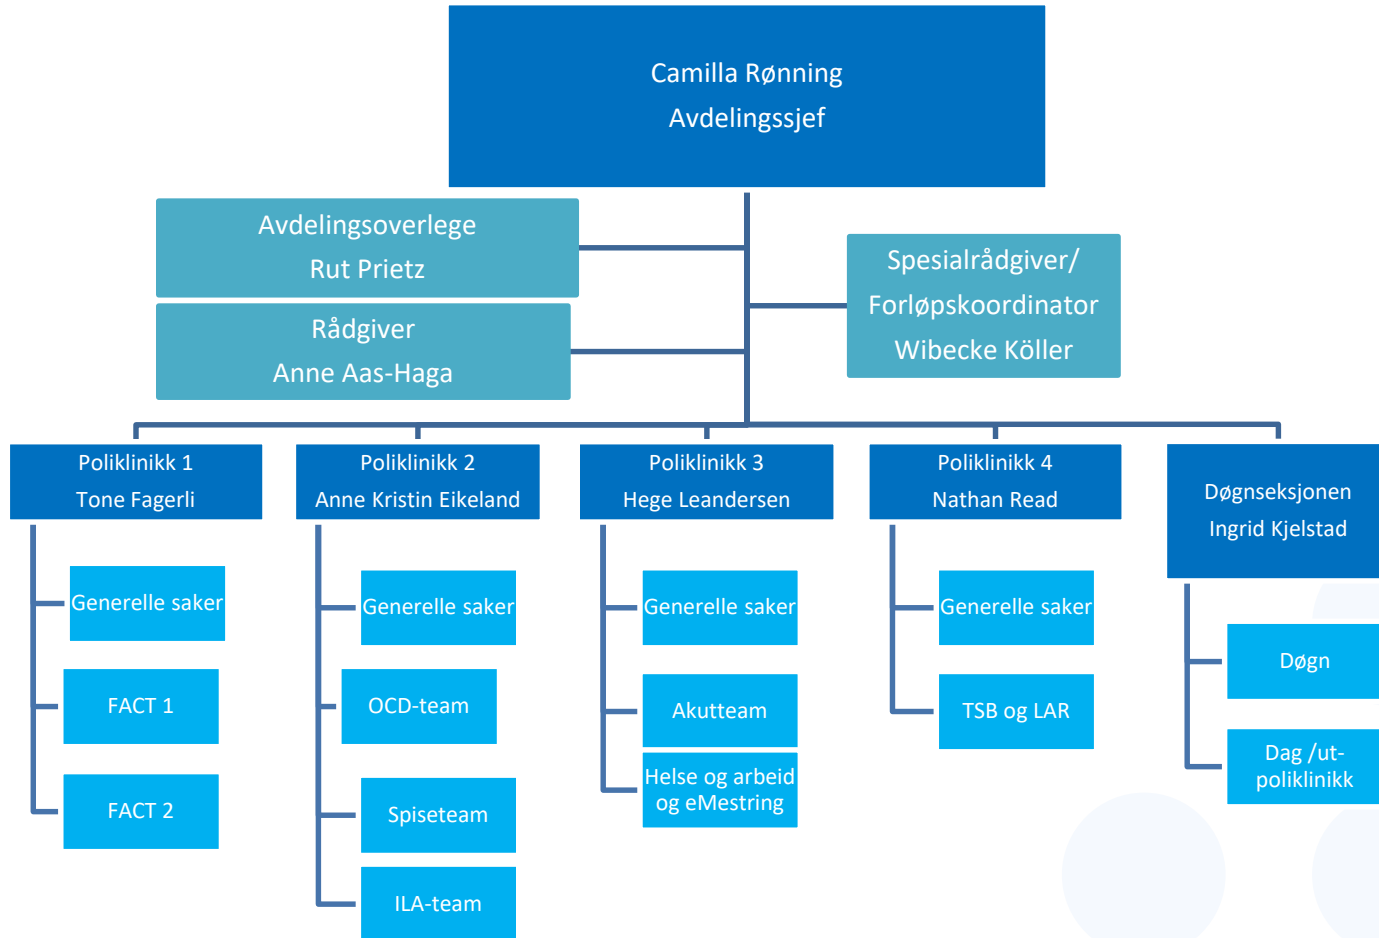 Camilla Rønning
Avdelingssjef
Avdelingsoverlege
Rut Prietz
Spesialrådgiver/
Forløpskoordinator
Wibecke Köller
Rådgiver
Anne Aas-Haga
Poliklinikk 1
Tone Fagerli
Poliklinikk 2
Anne Kristin Eikeland
Poliklinikk 3
Hege Leandersen
Poliklinikk 4
Nathan Read
Døgnseksjonen
Ingrid Kjelstad
Generelle saker
FACT 1
FACT 2
Generelle saker
OCD-team
Spiseteam
ILA-team
Generelle saker
Akutteam
Helse og arbeid
og eMestring
Generelle saker
TSB og LAR
Døgn
Dag /ut-
poliklinikk